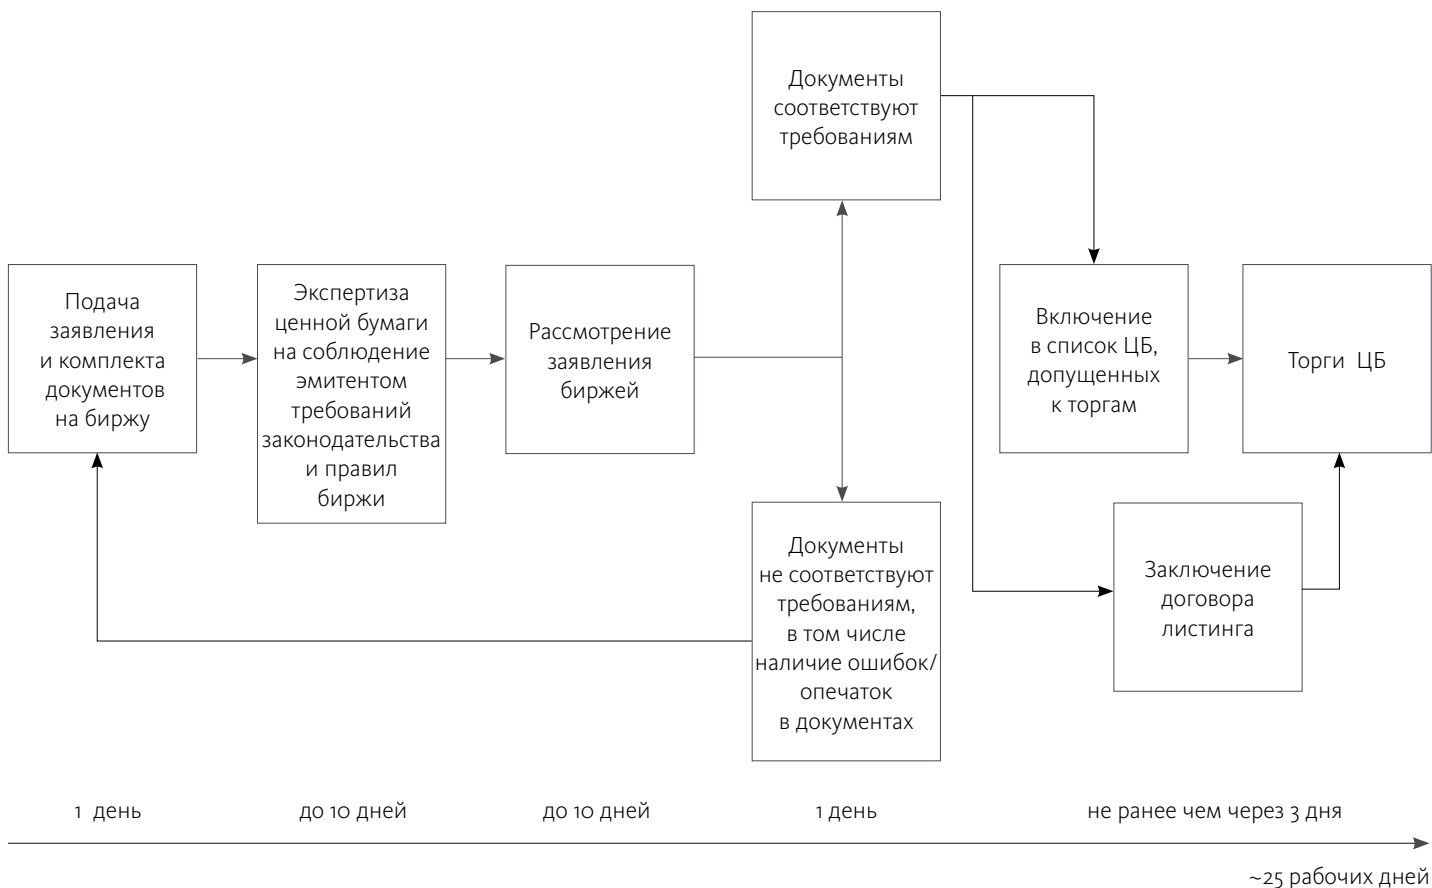 Документы
соответствуют
требованиям
Подача
заявления
и комплекта
документов
на биржу
Экспертиза
ценной бумаги
на соблюдение
эмитентом
требований
законодательства
и правил
биржи
Рассмотрение
заявления
биржей
Включение
в список ЦБ,
допущенных
к торгам
Торги ЦБ
Документы
не соответствуют
требованиям,
в том числе
наличие ошибок/
опечаток
в документах
Заключение
договора
листинга
1 день
до 10 дней
до 10 дней
1 день
не ранее чем через 3 дня
~25 рабочих дней